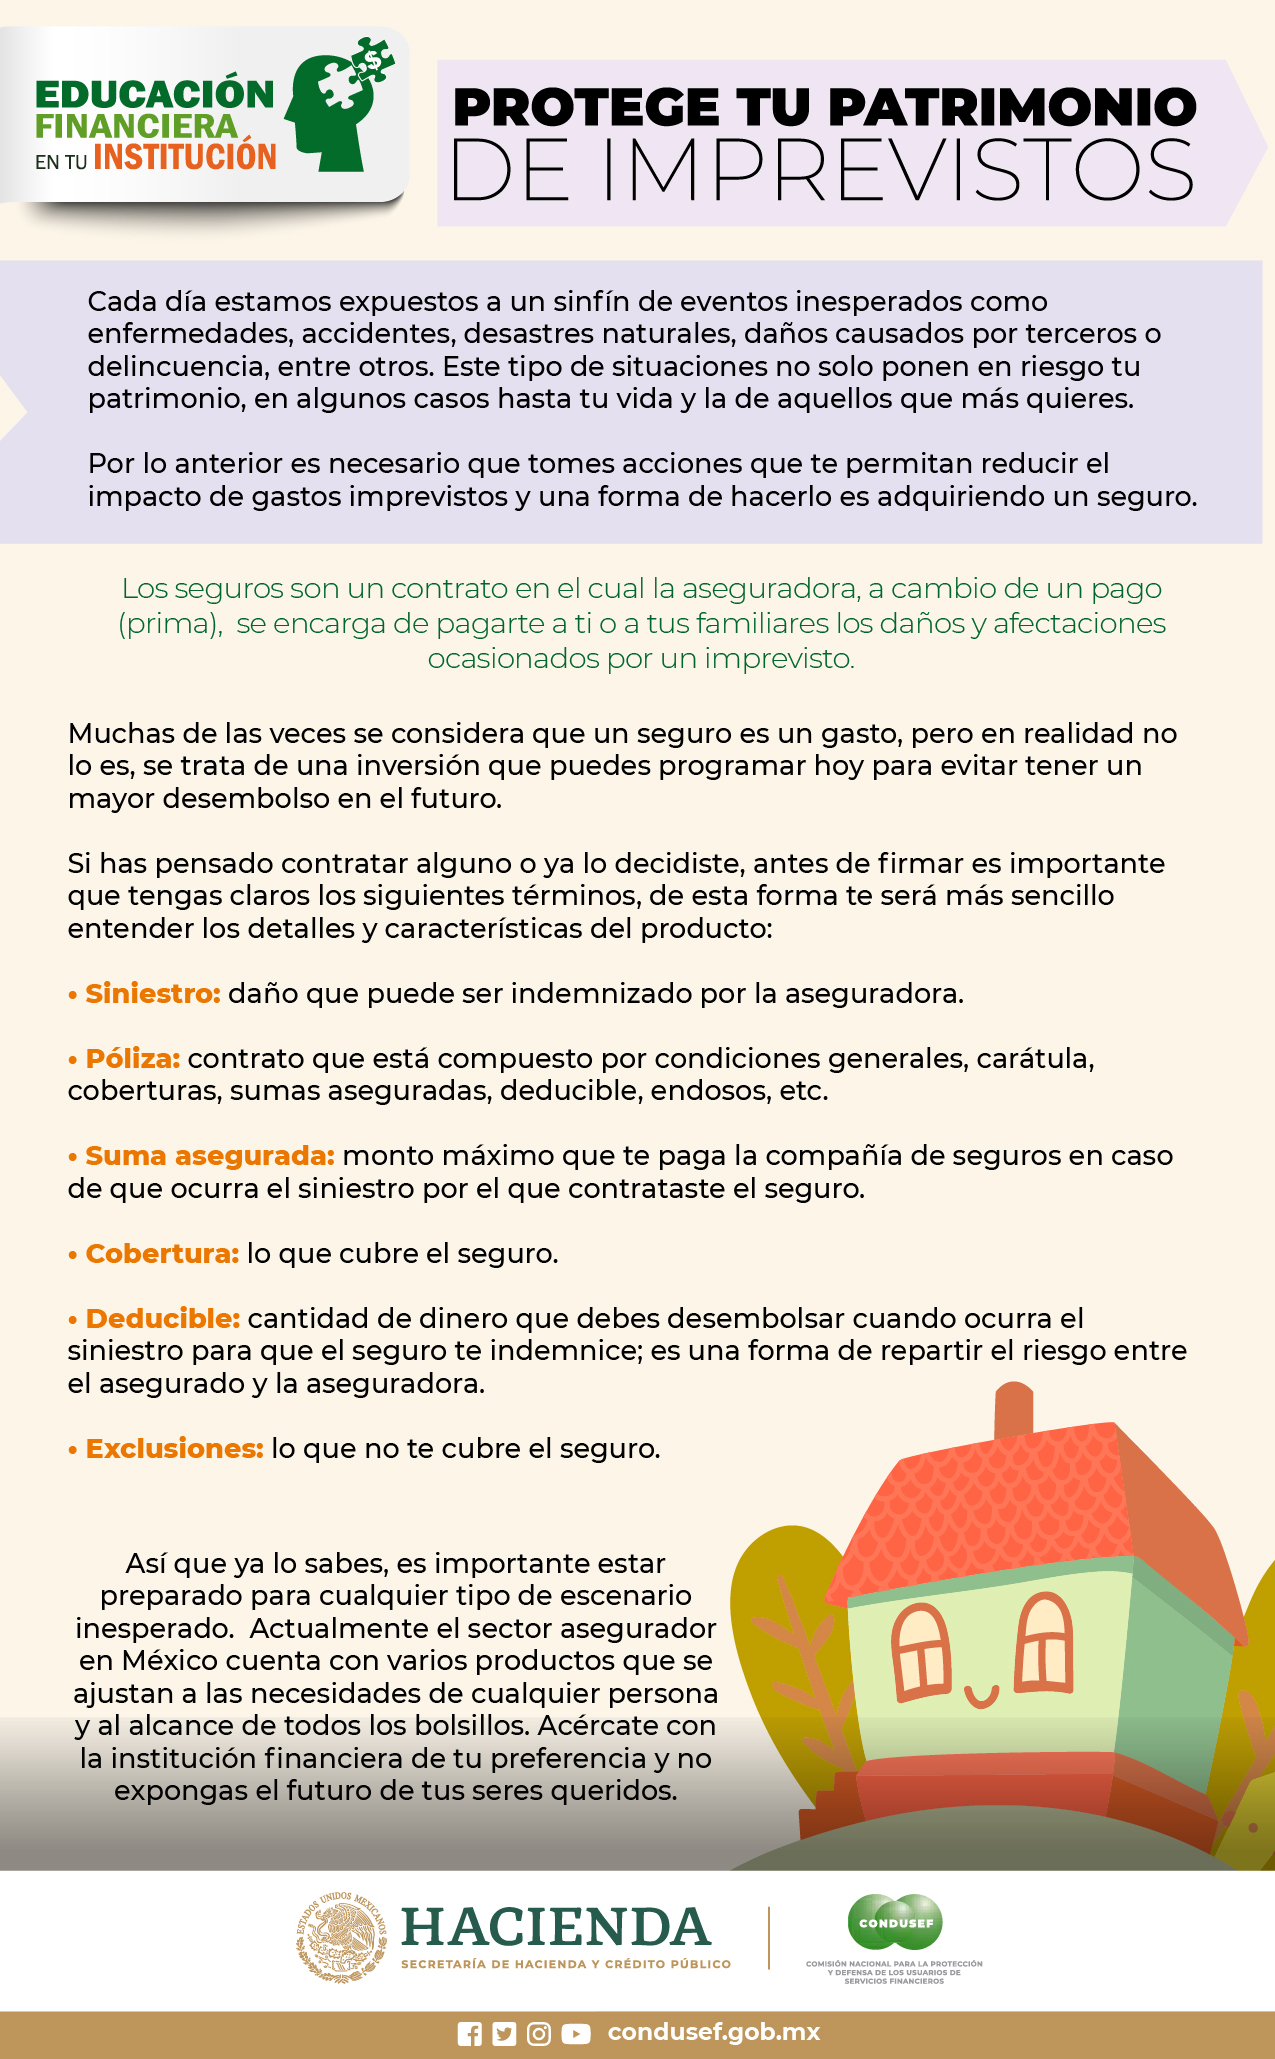 EDUCACIÓN
FINANCIERA
EN TU INSTITUCIÓN
$
PROTEGE TU PATRIMONIO
DE IMPREVISTOS
Cada día estamos expuestos a un sinfín de eventos inesperados como
enfermedades, accidentes, desastres naturales, daños causados por terceros o
delincuencia, entre otros. Este tipo de situaciones no solo ponen en riesgo tu
patrimonio, en algunos casos hasta tu vida y la de aquellos que más quieres.
Por lo anterior es necesario que tomes acciones que te permitan reducir el
impacto de gastos imprevistos y una forma de hacerlo es adquiriendo un seguro.
Los seguros son un contrato en el cual la aseguradora, a cambio de un pago
(prima),  se encarga de pagarte a ti o a tus familiares los daños y afectaciones
ocasionados por un imprevisto.
Muchas de las veces se considera que un seguro es un gasto, pero en realidad no
lo es, se trata de una inversión que puedes programar hoy para evitar tener un
mayor desembolso en el futuro.
Si has pensado contratar alguno o ya lo decidiste, antes de firmar es importante
que tengas claros los siguientes términos, de esta forma te será más sencillo
entender los detalles y características del producto:
• Siniestro: daño que puede ser indemnizado por la aseguradora.
• Póliza: contrato que está compuesto por condiciones generales, carátula,
coberturas, sumas aseguradas, deducible, endosos, etc.
• Suma asegurada: monto máximo que te paga la compañía de seguros en caso
de que ocurra el siniestro por el que contrataste el seguro.
• Cobertura: lo que cubre el seguro.
• Deducible: cantidad de dinero que debes desembolsar cuando ocurra el
siniestro para que el seguro te indemnice; es una forma de repartir el riesgo entre
el asegurado y la aseguradora.
• Exclusiones: lo que no te cubre el seguro.
Así que ya lo sabes, es importante estar
preparado para cualquier tipo de escenario
inesperado.  Actualmente el sector asegurador
en México cuenta con varios productos que se
ajustan a las necesidades de cualquier persona
y al alcance de todos los bolsillos. Acércate con
la institución financiera de tu preferencia y no
expongas el futuro de tus seres queridos.
ESTADOS UNIDOS MEXICANOS
HACIENDA
SECRETARÍA DE HACIENDA Y CRÉDITO PÚBLICO
CONDUSEF
COMISIÓN NACIONAL PARA LA PROTECCIÓN
Y DEFENSA DE LOS USUARIOS DE
SERVICIOS FINANCIEROS
condusef.gob.mx